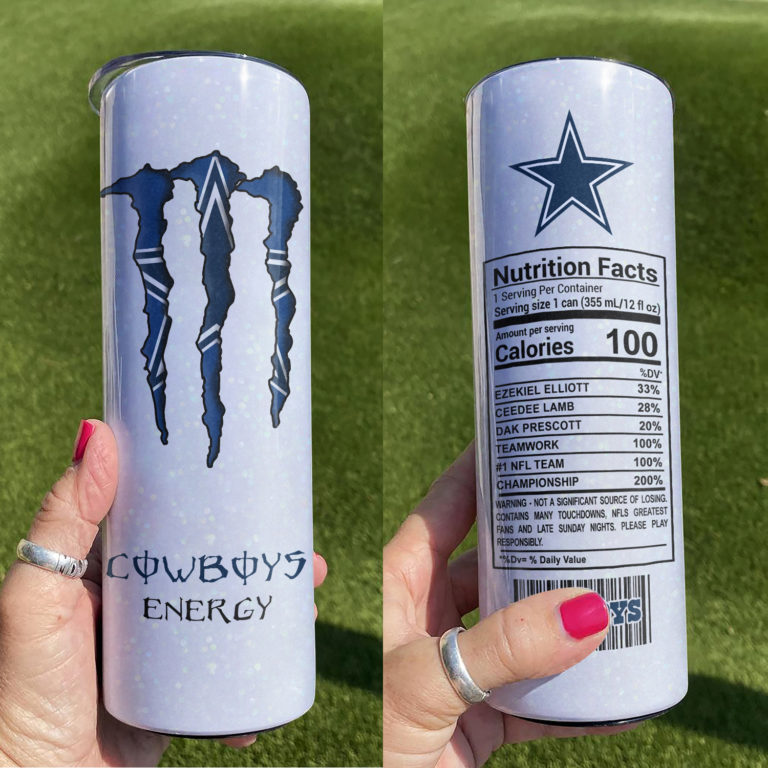 COWBOYS
ENERGY
Nutrition Facts
1 Serving Per Container
Serving size 1 can (355 mL/12 fl oz)
Amount per serving
Calories 100
%DV*
EZEKIEL ELLIOTT 33%
CEEDEE LAMB 28%
DAK PRESCOTT 20%
TEAMWORK 100%
#1 NFL TEAM 100%
CHAMPIONSHIP 200%
WARNING - NOT A SIGNIFICANT SOURCE OF LOSING.
CONTAINS MANY TOUCHDOWNS, NFLS GREATEST
FANS AND LATE SUNDAY NIGHTS. PLEASE PLAY
RESPONSIBLY.
*%Dv= % Daily Value